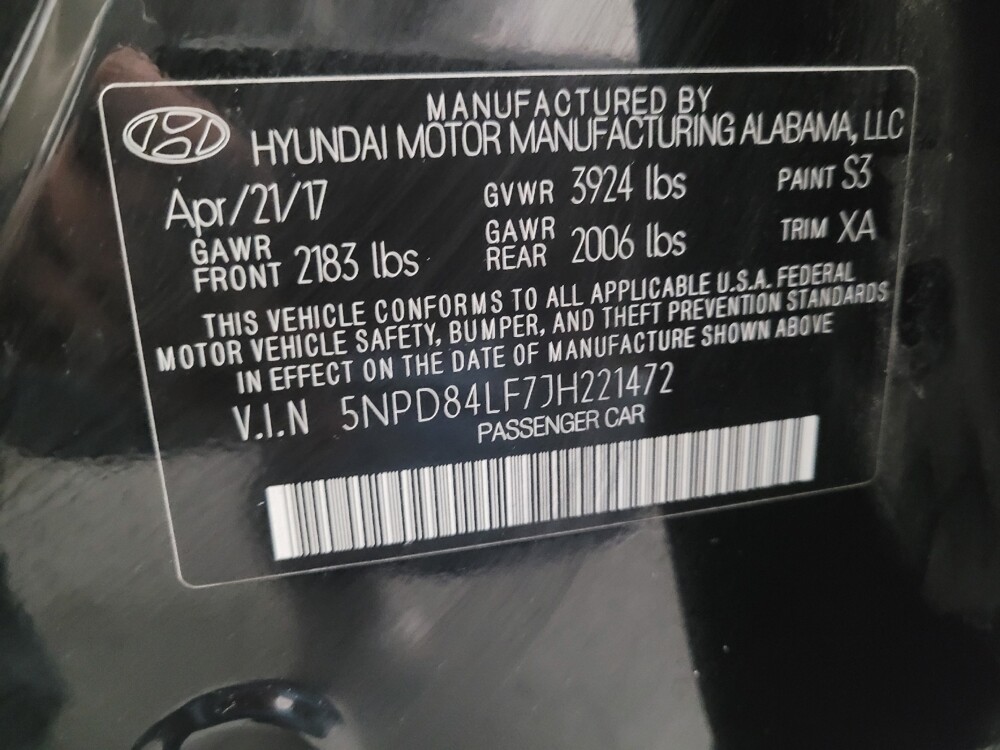 MANUFACTURED BY
HYUNDAI MOTOR MANUFACTURING ALABAMA, LLC
Apr/21/17 GVWR 3924 lbs PAINT S3
GAWR FRONT 2183 lbs GAWR REAR 2006 lbs TRIM XA
THIS VEHICLE CONFORMS TO ALL APPLICABLE U.S.A. FEDERAL
MOTOR VEHICLE SAFETY, BUMPER, AND THEFT PREVENTION STANDARDS
IN EFFECT ON THE DATE OF MANUFACTURE SHOWN ABOVE
V.I.N 5NPD84LF7JH221472
PASSENGER CAR